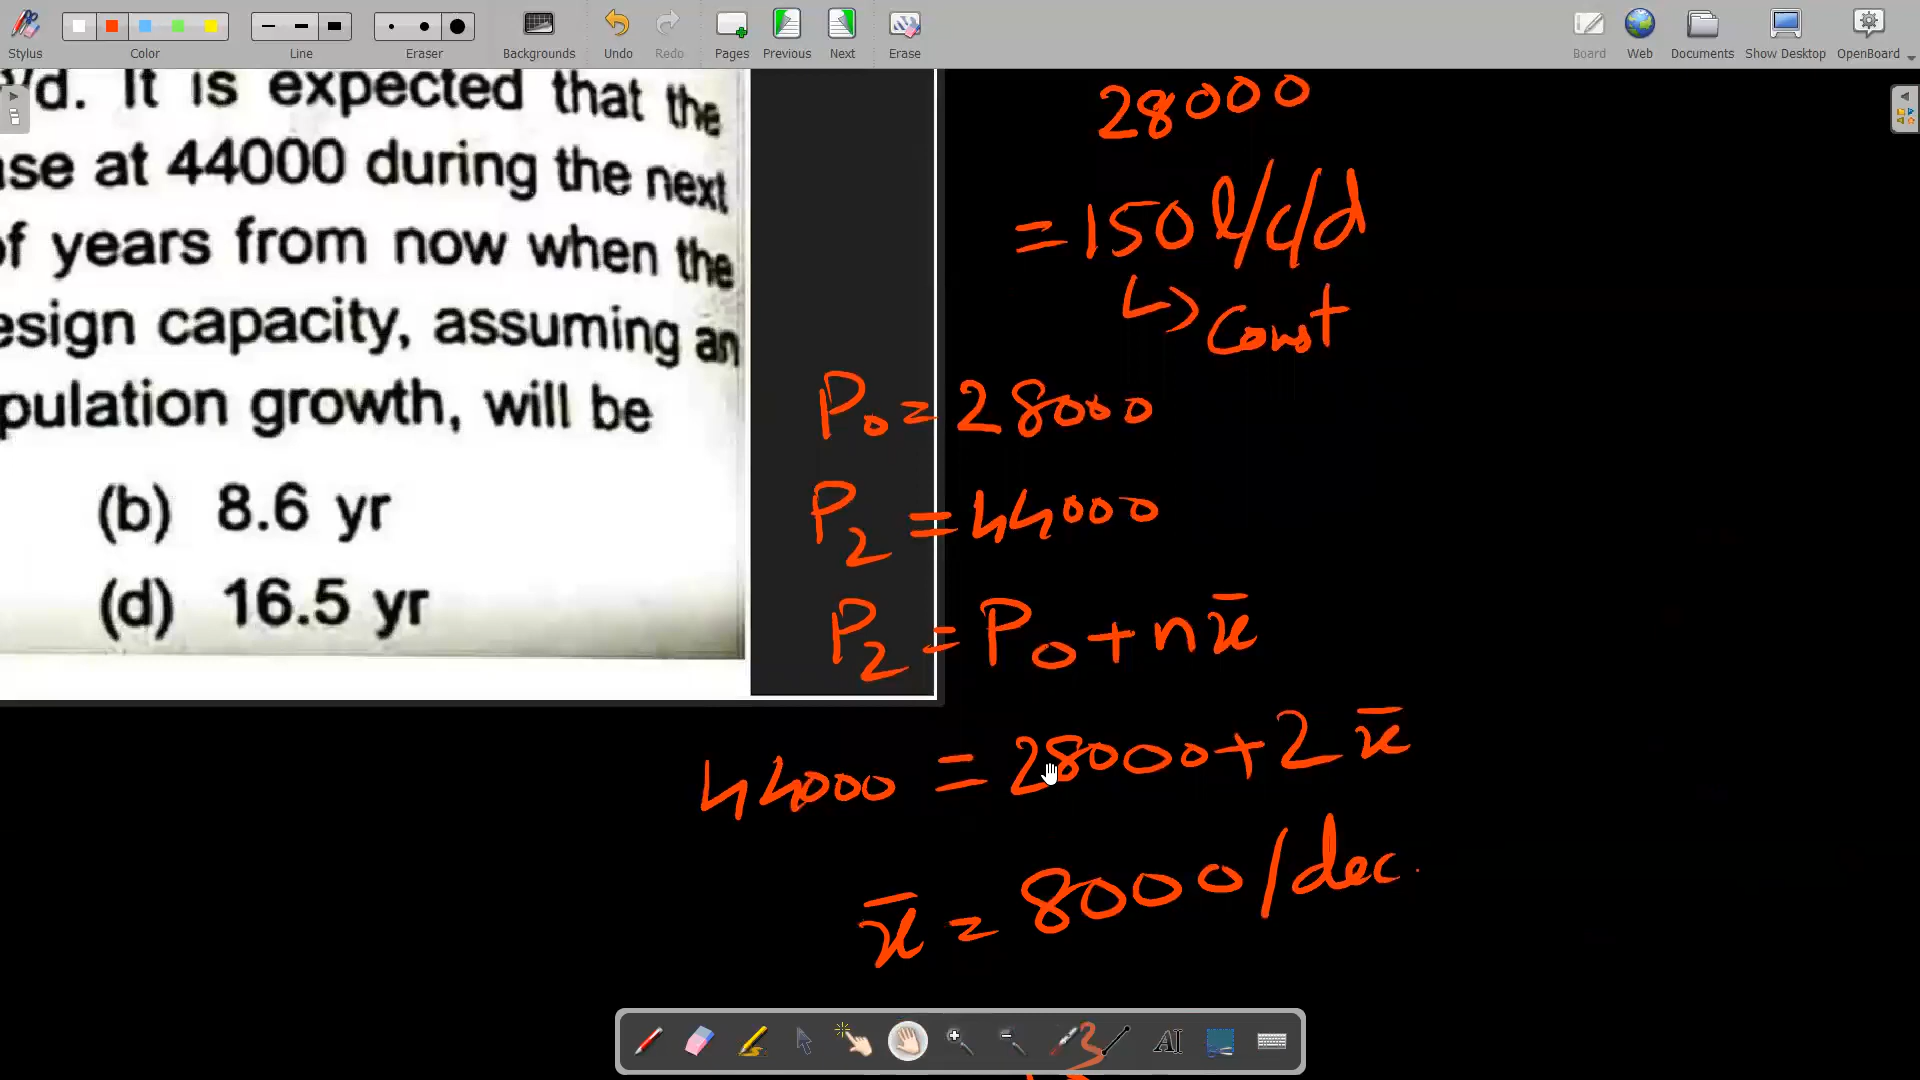 Stylus Color Line Eraser Backgrounds Undo Redo Pages Previous Next Erase Board Web Documents Show Desktop OpenBoard
/d. It is expected that the
se at 44000 during the next
of years from now when the
esign capacity, assuming an
pulation growth, will be
(b) 8.6 yr
(d) 16.5 yr
28000
= 150 l/c/d
↳ Const
P₀ = 28000
P₂ = 44000
P₂ = P₀ + n x̄
44000 = 28000 + 2 x̄
x̄ = 8000/dec.